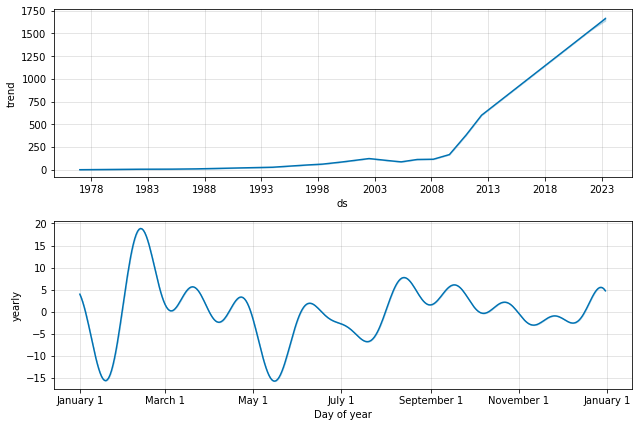 1750
1500
1250
1000
750
500
250
0
trend
1978 1983 1988 1993 1998 2003 2008 2013 2018 2023
ds
20
15
10
5
0
−5
−10
−15
yearly
January 1 March 1 May 1 July 1 September 1 November 1 January 1
Day of year